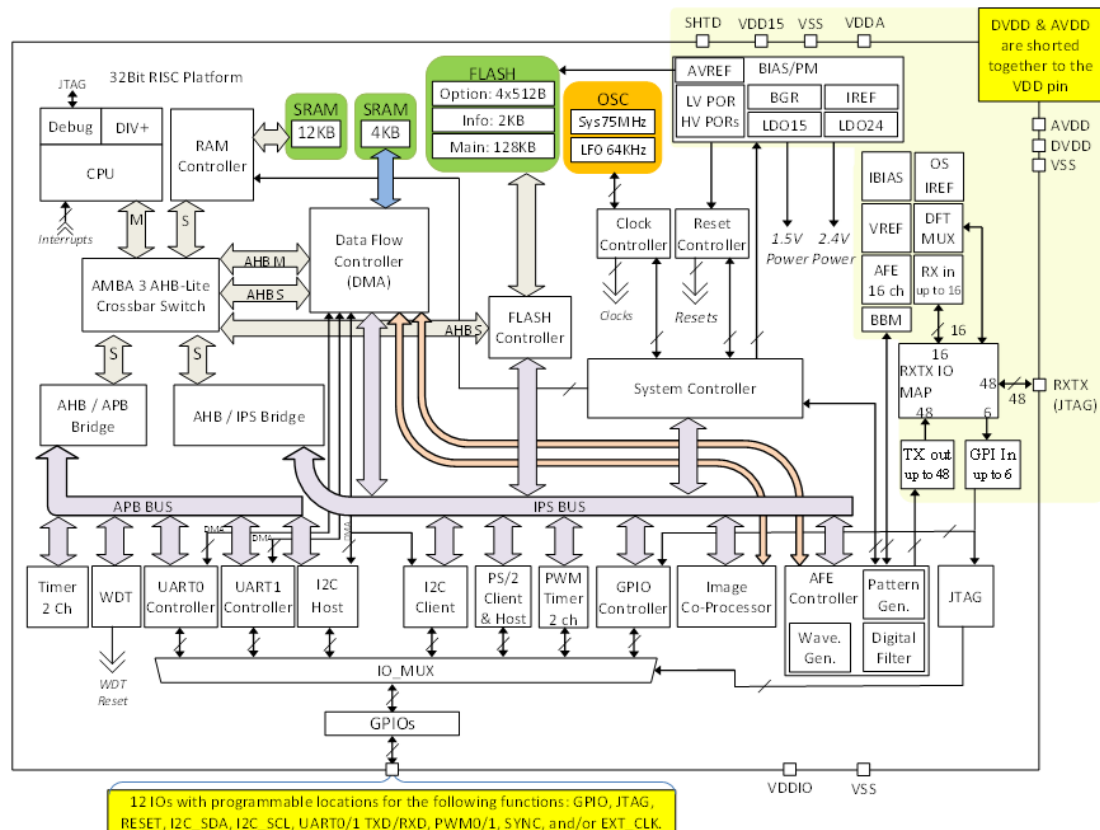 SHTD VDD15 VSS VDDA
DVDD & AVDD
are shorted
together to the
VDD pin
32Bit RISC Platform
JTAG
Debug
DIV+
CPU
Interrupts
RAM
Controller
SRAM
12KB
SRAM
4KB
FLASH
Option: 4x512B
Info: 2KB
Main: 128KB
OSC
Sys75MHz
LFO 64KHz
AVREF
BIAS/PM
LV POR
HV PORs
BGR
IREF
LDO15
LDO24
AVDD
DVDD
VSS
IBIAS
OS
IREF
VREF
DFT
MUX
AFE
16 ch
RX in
up to 16
BBM
M
S
AHB M
AHB S
AHB S
Data Flow
Controller
(DMA)
AMBA 3 AHB-Lite
Crossbar Switch
Clock
Controller
Reset
Controller
1.5V
Power
2.4V
Power
Clocks
Resets
FLASH
Controller
System Controller
16
16
RXTX IO
MAP
48
48
48
6
RXTX
(JTAG)
S
S
AHB / APB
Bridge
AHB / IPS Bridge
TX out
up to 48
GPI In
up to 6
APB BUS
IPS BUS
DMA
DMA
DMA
Timer
2 Ch
WDT
UART0
Controller
UART1
Controller
I2C
Host
I2C
Client
PS/2
Client
& Host
PWM
Timer
2 ch
GPIO
Controller
Image
Co-Processor
AFE
Controller
Pattern
Gen.
Wave.
Gen.
Digital
Filter
JTAG
WDT
Reset
IO_MUX
GPIOs
VDDIO
VSS
12 IOs with programmable locations for the following functions: GPIO, JTAG,
RESET, I2C_SDA, I2C_SCL, UART0/1 TXD/RXD, PWM0/1, SYNC, and/or EXT_CLK.